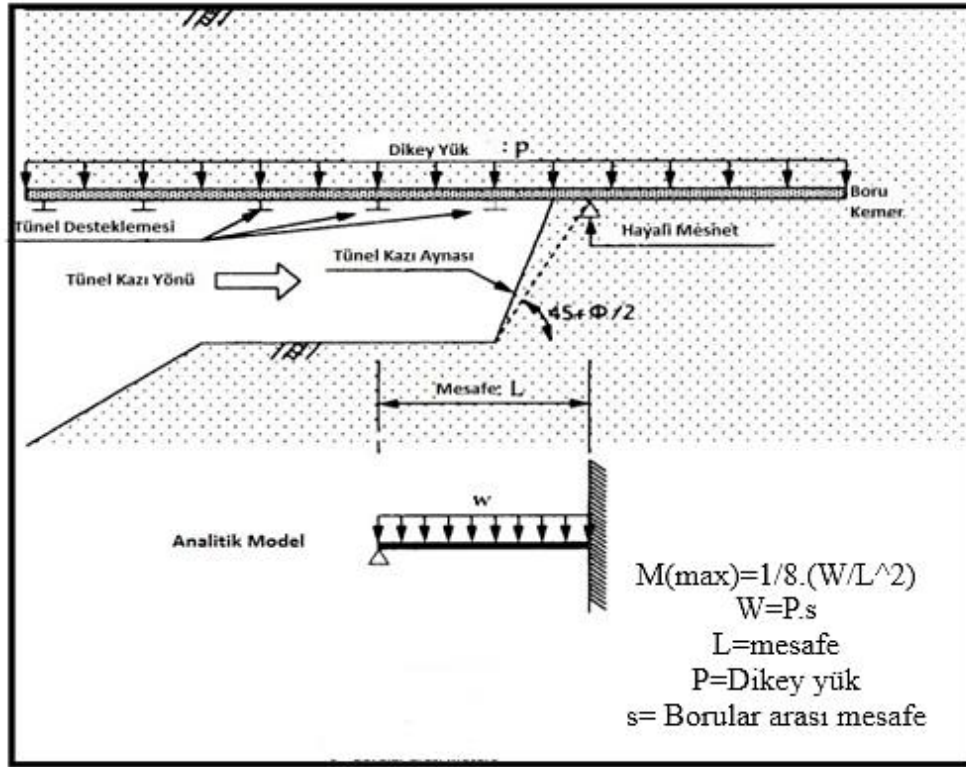 Dikey Yük : p
Boru
Kemer.
Tünel Desteklemesi
Hayali Mesnet
Tünel Kazı Aynası
Tünel Kazı Yönü
45+Φ/2
Mesafe: L
w
Analitik Model
M(max)=1/8.(W/L^2)
W=P.s
L=mesafe
P=Dikey yük
s= Borular arası mesafe